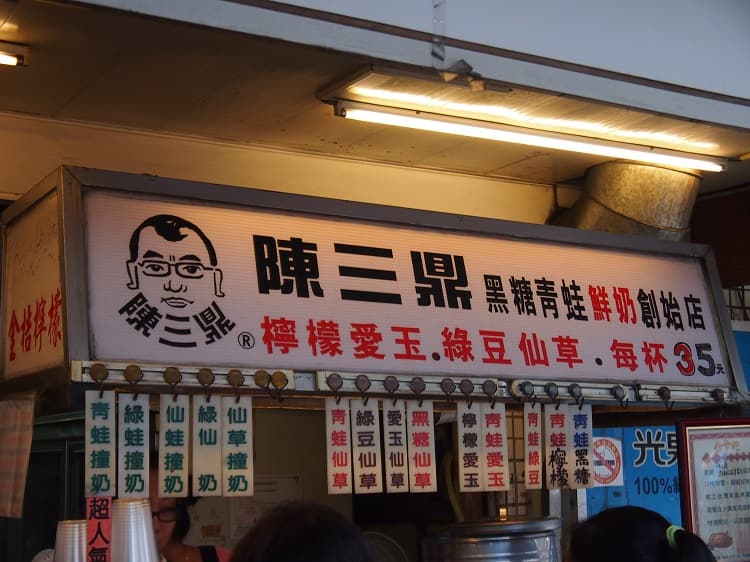 陳三鼎
黑糖青蛙鮮奶創始店
陳三鼎®
檸檬愛玉.綠豆仙草.每杯35元
金桔檸檬
青蛙撞奶
綠蛙撞奶
仙蛙撞奶
綠仙撞奶
仙草撞奶
青蛙仙草
綠豆仙草
愛玉仙草
黑糖仙草
檸檬愛玉
青蛙愛玉
青蛙綠豆
青蛙檸檬
青蛙黑糖
超人氣
光果
100%